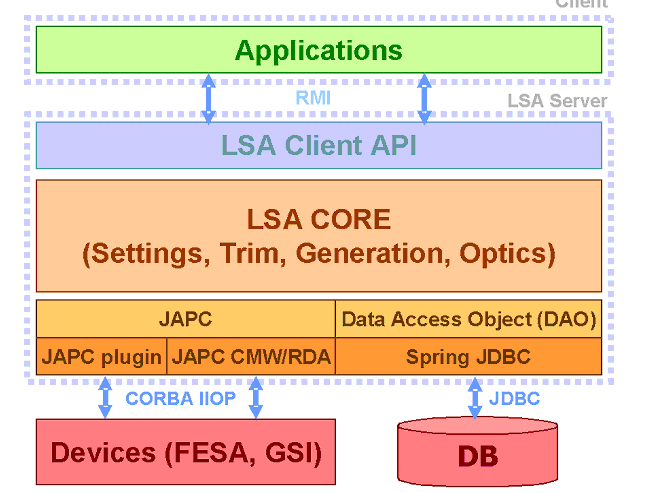 Client
Applications
RMI
LSA Server
LSA Client API
LSA CORE
(Settings, Trim, Generation, Optics)
JAPC
Data Access Object (DAO)
JAPC plugin
JAPC CMW/RDA
Spring JDBC
CORBA IIOP
JDBC
Devices (FESA, GSI)
DB